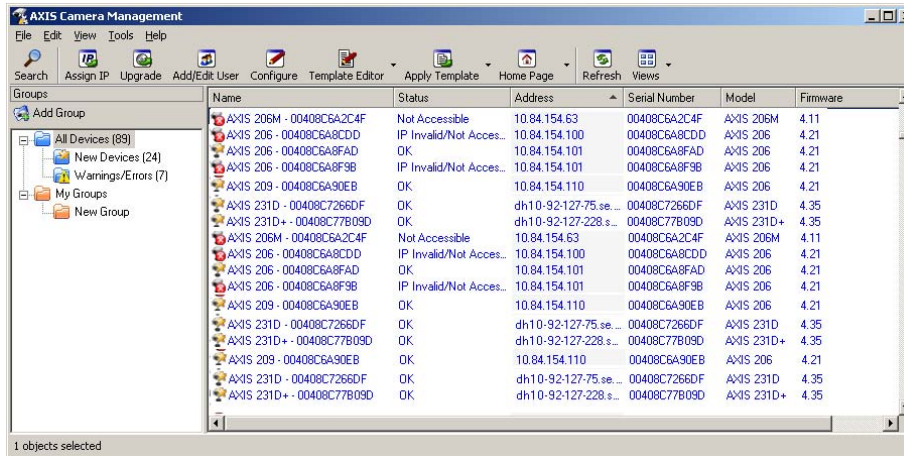 AXIS Camera Management
File Edit View Tools Help
Search Assign IP Upgrade Add/Edit User Configure Template Editor Apply Template Home Page Refresh Views
Groups
Add Group
All Devices (89)
New Devices (24)
Warnings/Errors (7)
My Groups
New Group
Name Status Address Serial Number Model Firmware
AXIS 206M - 00408C6A2C4F Not Accessible 10.84.154.63 00408C6A2C4F AXIS 206M 4.11
AXIS 206 - 00408C6A8CDD IP Invalid/Not Acces... 10.84.154.100 00408C6A8CDD AXIS 206 4.21
AXIS 206 - 00408C6A8FAD OK 10.84.154.101 00408C6A8FAD AXIS 206 4.21
AXIS 206 - 00408C6A8F9B IP Invalid/Not Acces... 10.84.154.101 00408C6A8F9B AXIS 206 4.21
AXIS 209 - 00408C6A90EB OK 10.84.154.110 00408C6A90EB AXIS 206 4.21
AXIS 231D - 00408C7266DF OK dh10-92-127-75.se... 00408C7266DF AXIS 231D 4.35
AXIS 231D+ - 00408C77B09D OK dh10-92-127-228.s... 00408C77B09D AXIS 231D+ 4.35
AXIS 206M - 00408C6A2C4F Not Accessible 10.84.154.63 00408C6A2C4F AXIS 206M 4.11
AXIS 206 - 00408C6A8CDD IP Invalid/Not Acces... 10.84.154.100 00408C6A8CDD AXIS 206 4.21
AXIS 206 - 00408C6A8FAD OK 10.84.154.101 00408C6A8FAD AXIS 206 4.21
AXIS 206 - 00408C6A8F9B IP Invalid/Not Acces... 10.84.154.101 00408C6A8F9B AXIS 206 4.21
AXIS 209 - 00408C6A90EB OK 10.84.154.110 00408C6A90EB AXIS 206 4.21
AXIS 231D - 00408C7266DF OK dh10-92-127-75.se... 00408C7266DF AXIS 231D 4.35
AXIS 231D+ - 00408C77B09D OK dh10-92-127-228.s... 00408C77B09D AXIS 231D+ 4.35
AXIS 209 - 00408C6A90EB OK 10.84.154.110 00408C6A90EB AXIS 206 4.21
AXIS 231D - 00408C7266DF OK dh10-92-127-75.se... 00408C7266DF AXIS 231D 4.35
AXIS 231D+ - 00408C77B09D OK dh10-92-127-228.s... 00408C77B09D AXIS 231D+ 4.35
1 objects selected